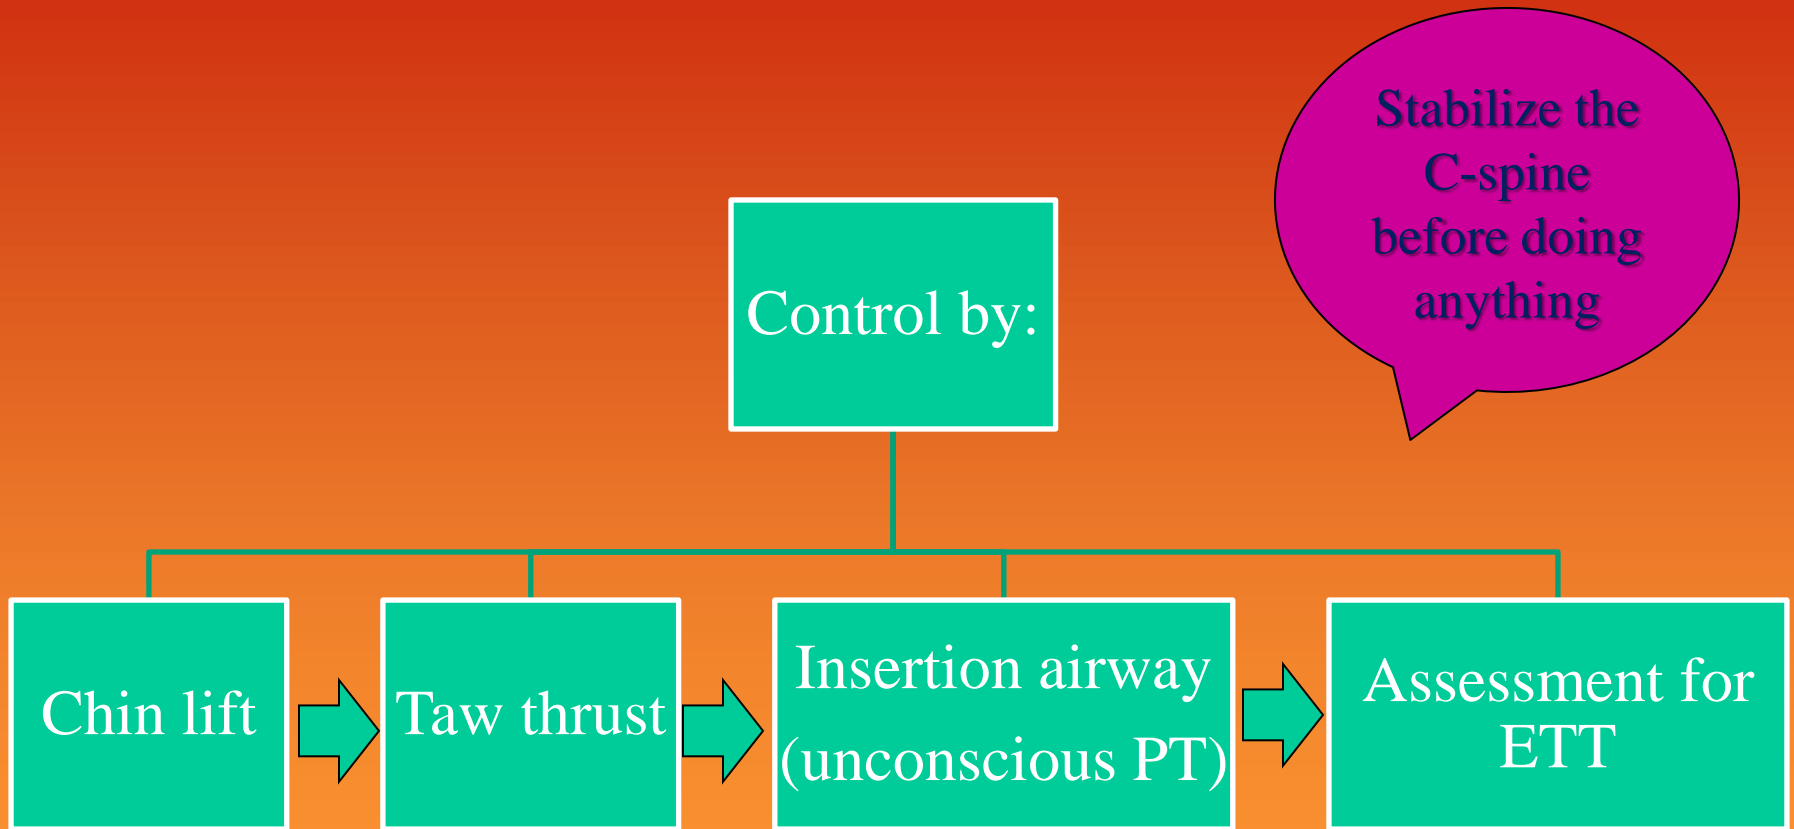 Stabilize the
C-spine
before doing
anything
Control by:
Chin lift
Taw thrust
Insertion airway
(unconscious PT)
Assessment for
ETT